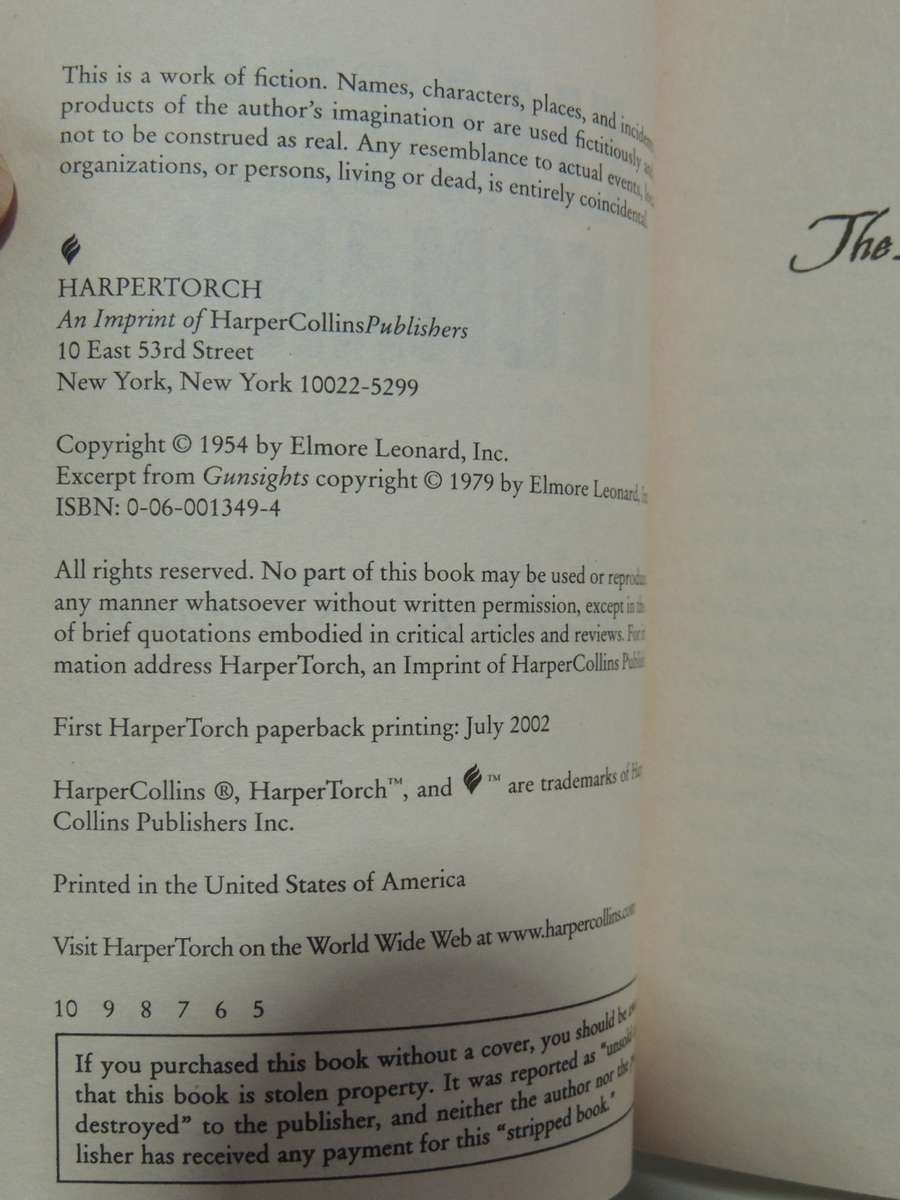 This is a work of fiction. Names, characters, places, and
products of the author's imagination or are used fictitiously
not to be construed as real. Any resemblance to actual events,
organizations, or persons, living or dead, is entirely coincidental
HARPERTORCH
An Imprint of HarperCollinsPublishers
10 East 53rd Street
New York, New York 10022-5299
Copyright © 1954 by Elmore Leonard, Inc.
Excerpt from Gunsights copyright © 1979 by Elmore Leonard,
ISBN: 0-06-001349-4
All rights reserved. No part of this book may be used or
any manner whatsoever without written permission, except in
of brief quotations embodied in critical articles and reviews. For
mation address HarperTorch, an Imprint of HarperCollins
First HarperTorch paperback printing: July 2002
HarperCollins ®, HarperTorch™, and ™ are trademarks of
Collins Publishers Inc.
Printed in the United States of America
Visit HarperTorch on the World Wide Web at www.harpercollins.com
10 9 8 7 6 5
If you purchased this book without a cover, you should be
that this book is stolen property. It was reported as "unsold
destroyed" to the publisher, and neither the author nor the
lisher has received any payment for this "stripped book."
The